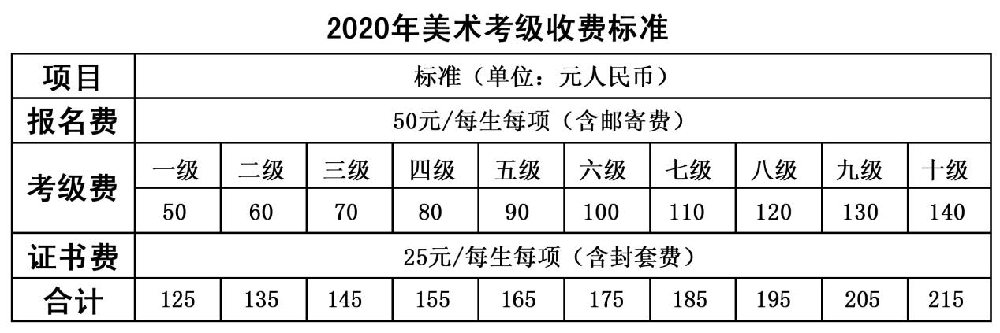 2020年美术考级收费标准
项目 标准（单位：元人民币）
报名费 50元/每生每项（含邮寄费）
考级费 一级 二级 三级 四级 五级 六级 七级 八级 九级 十级
50 60 70 80 90 100 110 120 130 140
证书费 25元/每生每项（含封套费）
合计 125 135 145 155 165 175 185 195 205 215